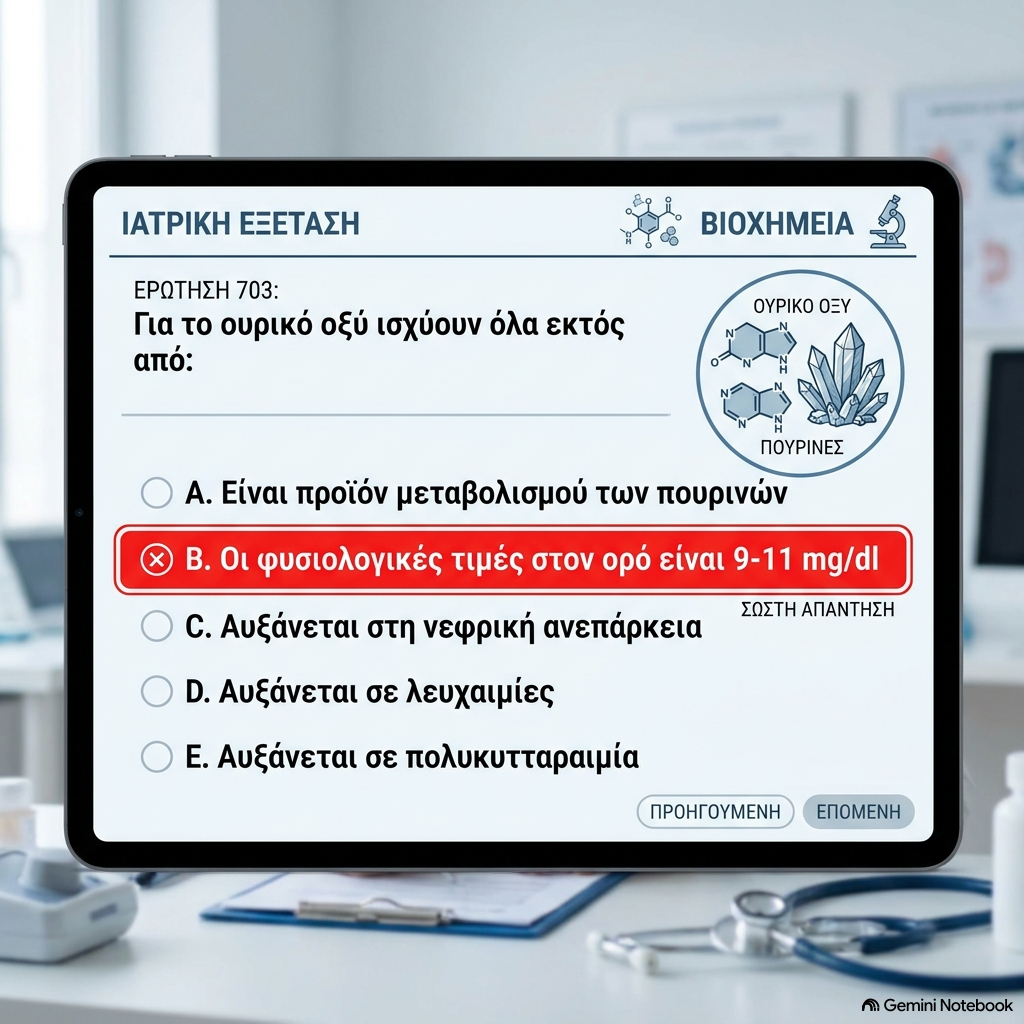 ΙΑΤΡΙΚΗ ΕΞΕΤΑΣΗ
ΒΙΟΧΗΜΕΙΑ
ΕΡΩΤΗΣΗ 703:
Για το ουρικό οξύ ισχύουν όλα εκτός
από:
ΟΥΡΙΚΟ ΟΞΥ
N
N
O
N
H
N
N
N
N
H
ΠΟΥΡΙΝΕΣ
A. Είναι προϊόν μεταβολισμού των πουρινών
B. Οι φυσιολογικές τιμές στον ορό είναι 9-11 mg/dl
ΣΩΣΤΗ ΑΠΑΝΤΗΣΗ
C. Αυξάνεται στη νεφρική ανεπάρκεια
D. Αυξάνεται σε λευχαιμίες
E. Αυξάνεται σε πολυκυτταραιμία
ΠΡΟΗΓΟΥΜΕΝΗ
ΕΠΟΜΕΝΗ
Gemini Notebook